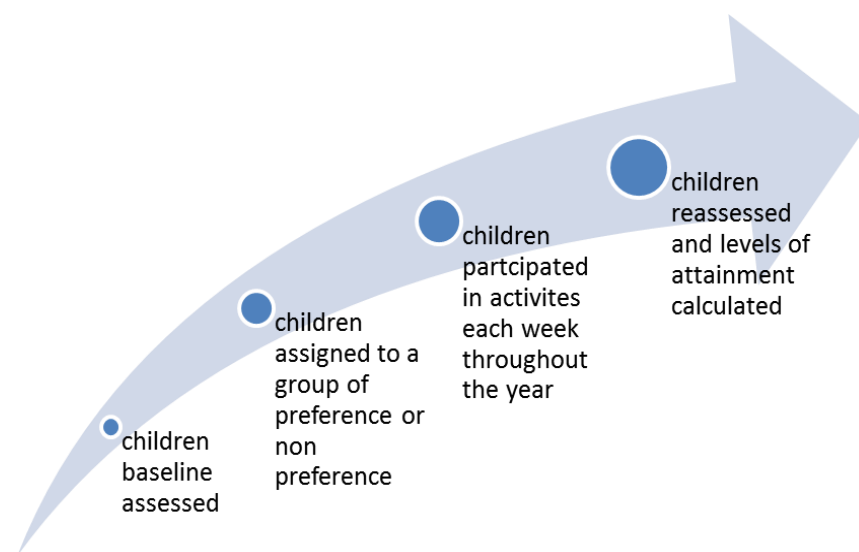 children
baseline
assessed
children
assigned to a
group of
preference or
non
preference
children
partcipated
in activites
each week
throughout
the year
children
reassessed
and levels of
attainment
calculated